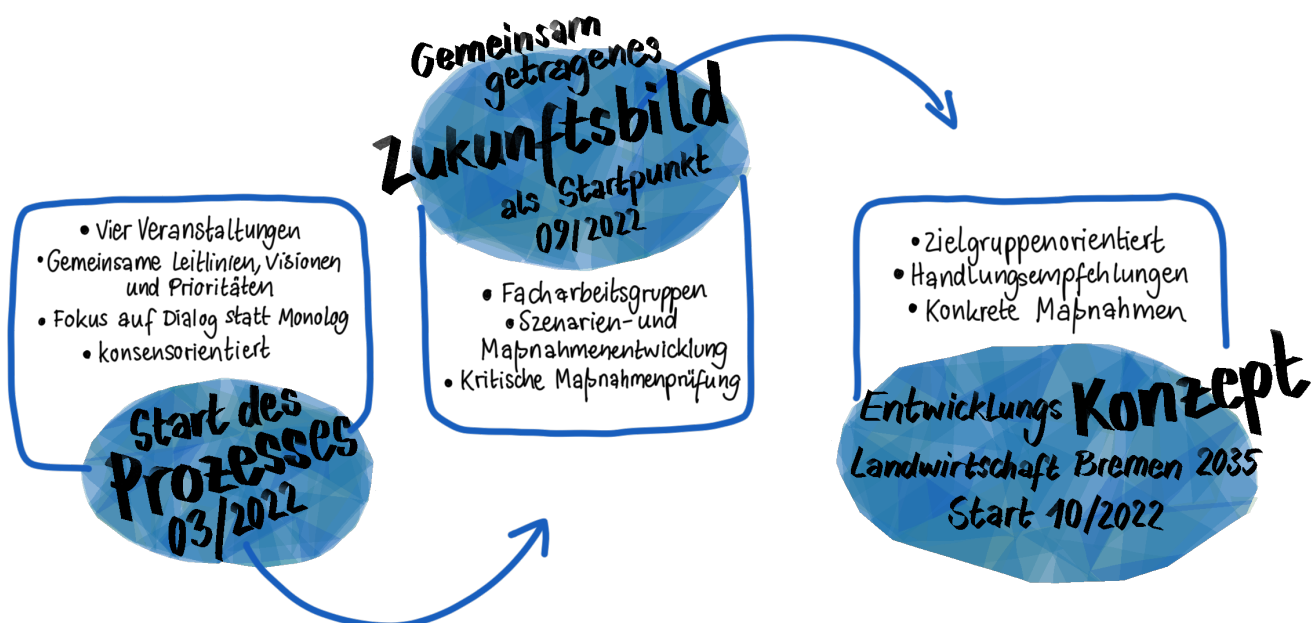 • Vier Veranstaltungen
• Gemeinsame Leitlinien, Visionen
und Prioritäten
• Fokus auf Dialog statt Monolog
• konsensorientiert
Start des
Prozesses
03/2022
Gemeinsam
getragenes
Zukunftsbild
als Startpunkt
09/2022
• Facharbeitsgruppen
• Szenarien- und
Maßnahmenentwicklung
• Kritische Maßnahmenprüfung
• Zielgruppenorientiert
• Handlungsempfehlungen
• Konkrete Maßnahmen
Entwicklungs Konzept
Landwirtschaft Bremen 2035
Start 10/2022